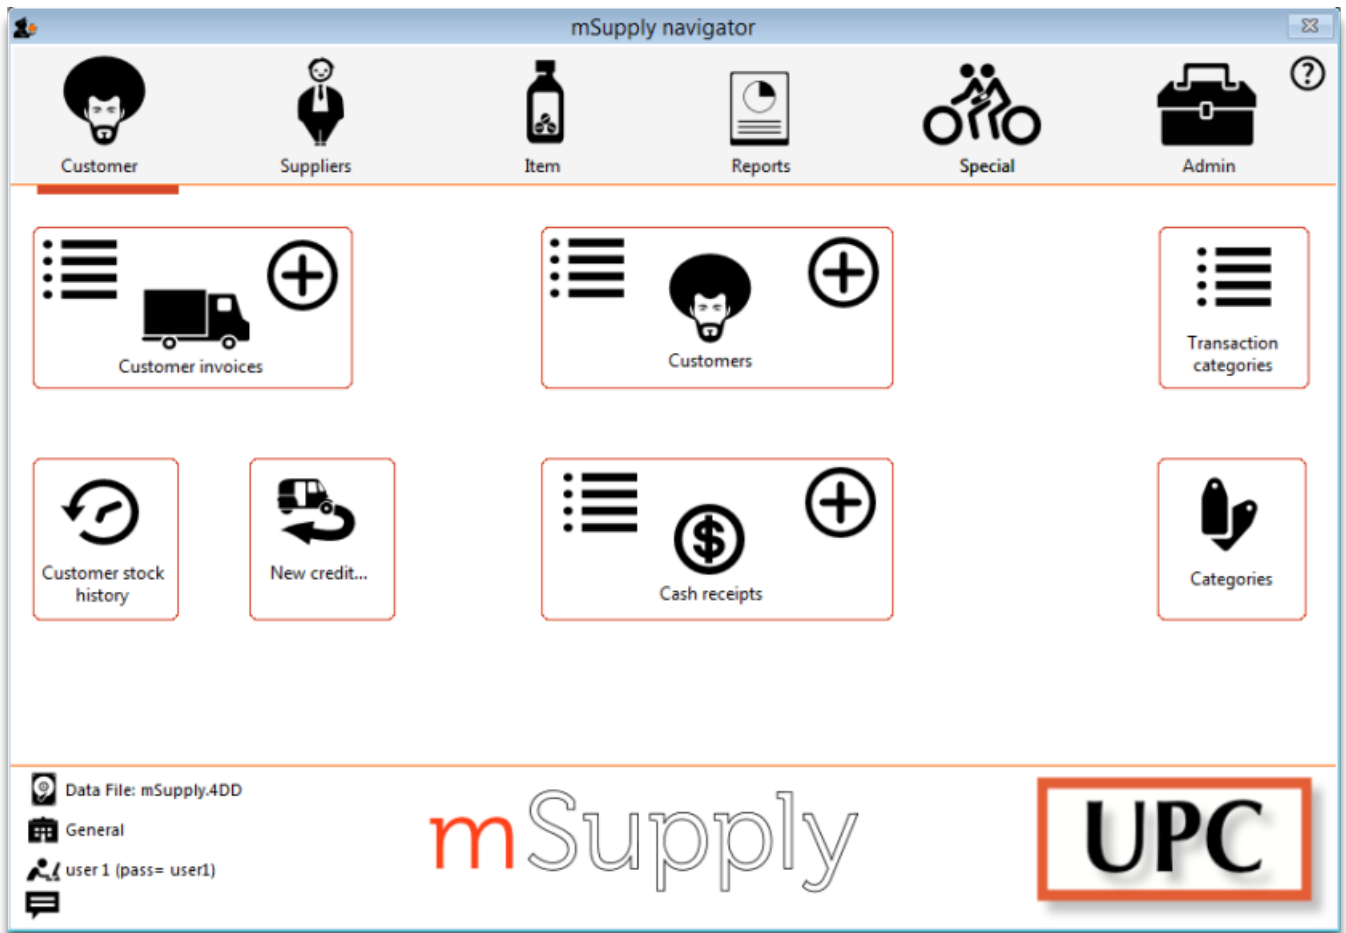 mSupply navigator
Customer
Suppliers
Item
Reports
Special
Admin
?
Customer invoices
Customers
Transaction
categories
Customer stock
history
New credit...
$
Cash receipts
Categories
Data File: mSupply.4DD
General
user 1 (pass= user1)
mSupply
UPC